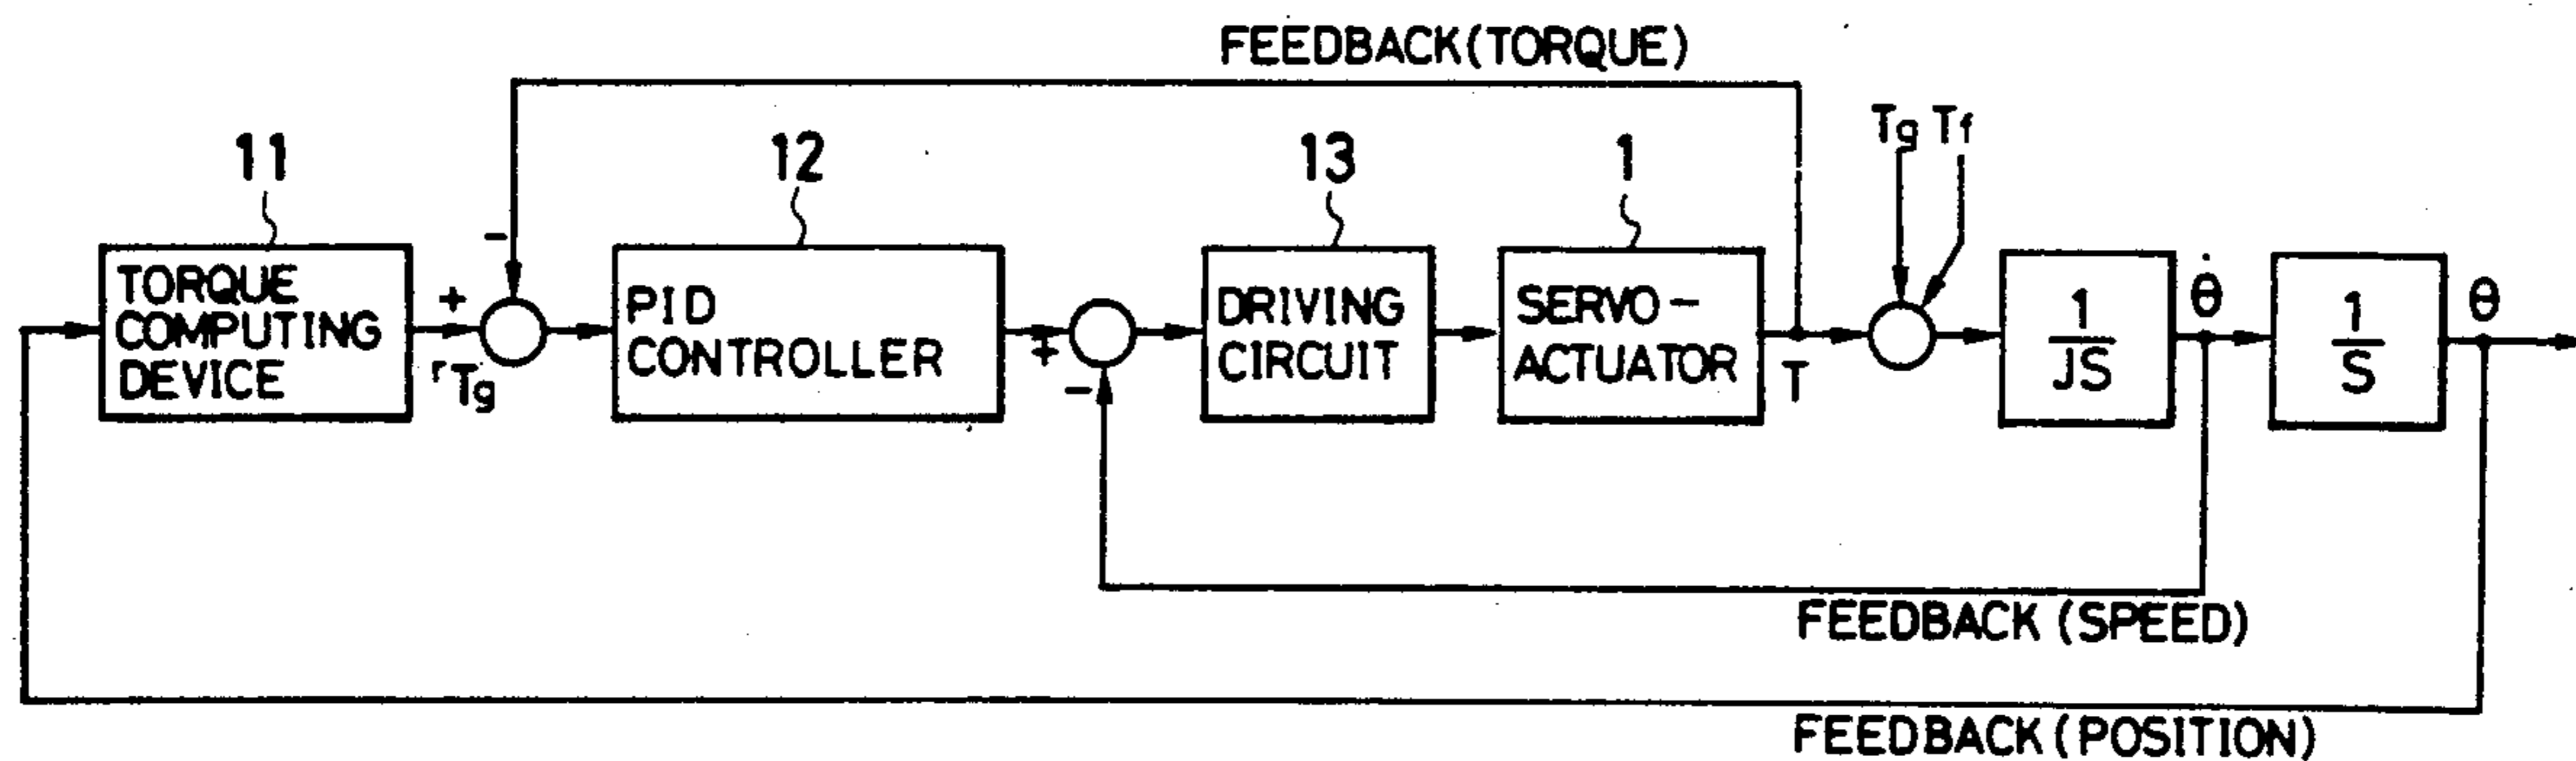 FEEDBACK(TORQUE)
11
12
13
1
Tg Tf
-
TORQUE
COMPUTING
DEVICE
+
rTg
PID
CONTROLLER
+
-
DRIVING
CIRCUIT
SERVO-
ACTUATOR
T
1
JS
θ̇
1
S
θ
FEEDBACK (SPEED)
FEEDBACK (POSITION)